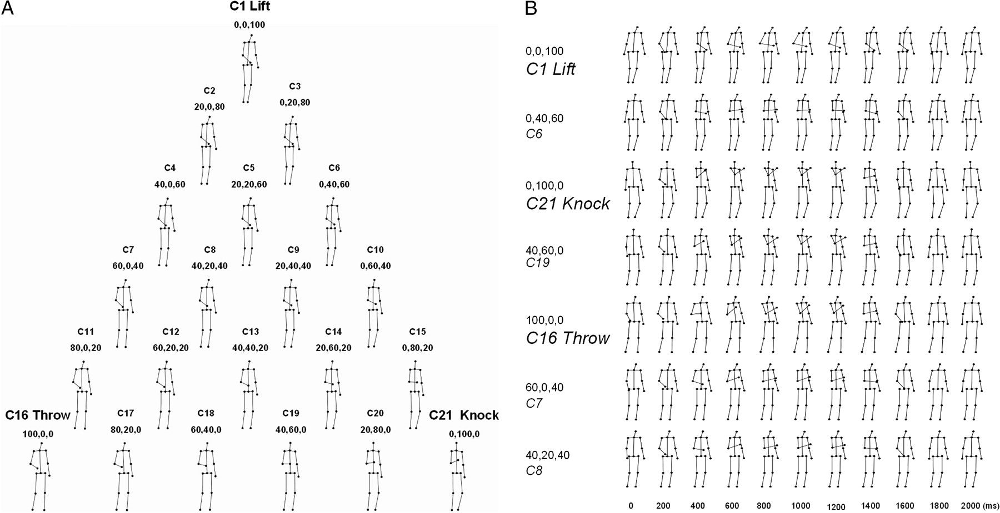 A
C1 Lift
0,0,100
C2
20,0,80
C3
0,20,80
C4
40,0,60
C5
20,20,60
C6
0,40,60
C7
60,0,40
C8
40,20,40
C9
20,40,40
C10
0,60,40
C11
80,0,20
C12
60,20,20
C13
40,40,20
C14
20,60,20
C15
0,80,20
C16 Throw
100,0,0
C17
80,20,0
C18
60,40,0
C19
40,60,0
C20
20,80,0
C21 Knock
0,100,0
B
0,0,100
C1 Lift
0,40,60
C6
0,100,0
C21 Knock
40,60,0
C19
100,0,0
C16 Throw
60,0,40
C7
40,20,40
C8
0 200 400 600 800 1000 1200 1400 1600 1800 2000 (ms)